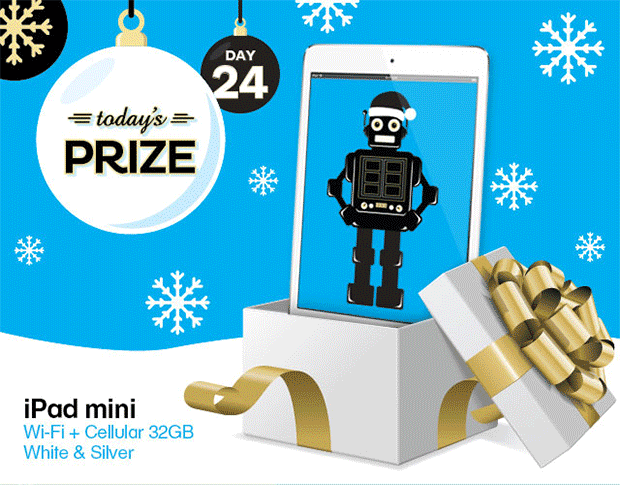 today's
PRIZE
DAY
24
iPad mini
Wi-Fi + Cellular 32GB
White & Silver